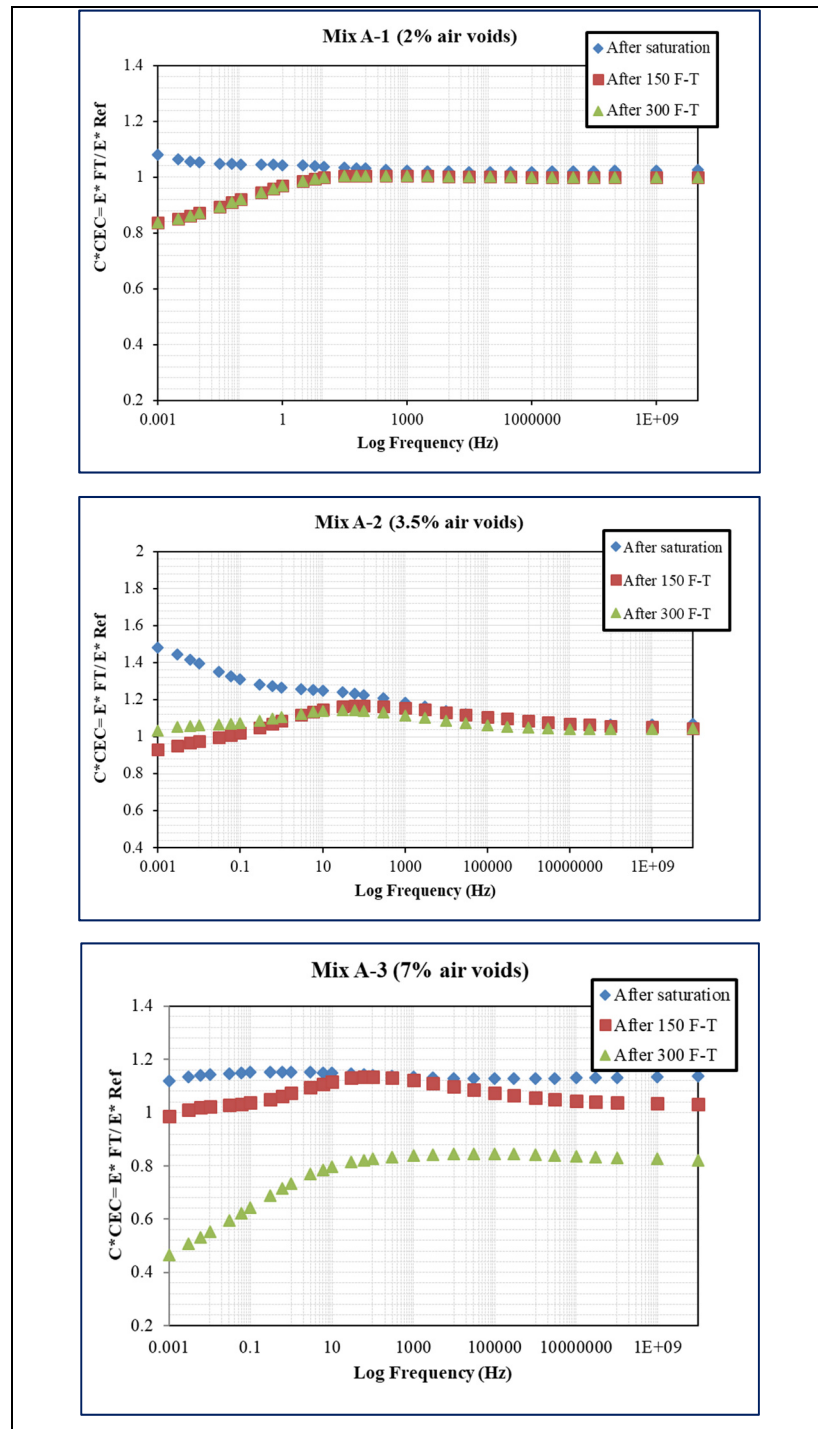 Mix A-1 (2% air voids)
After saturation
After 150 F-T
After 300 F-T
C*CEC= E* FT/E* Ref
1.4
1.2
1
0.8
0.6
0.4
0.2
0.001
1
1000
1000000
1E+09
Log Frequency (Hz)
Mix A-2 (3.5% air voids)
After saturation
After 150 F-T
After 300 F-T
C*CEC= E* FT/ E* Ref
2
1.8
1.6
1.4
1.2
1
0.8
0.6
0.4
0.001
0.1
10
1000
100000
10000000
1E+09
Log Frequency (Hz)
Mix A-3 (7% air voids)
After saturation
After 150 F-T
After 300 F-T
C*CEC= E* FT/ E* Ref
1.4
1.2
1
0.8
0.6
0.4
0.2
0.001
0.1
10
1000
100000
10000000
1E+09
Log Frequency (Hz)